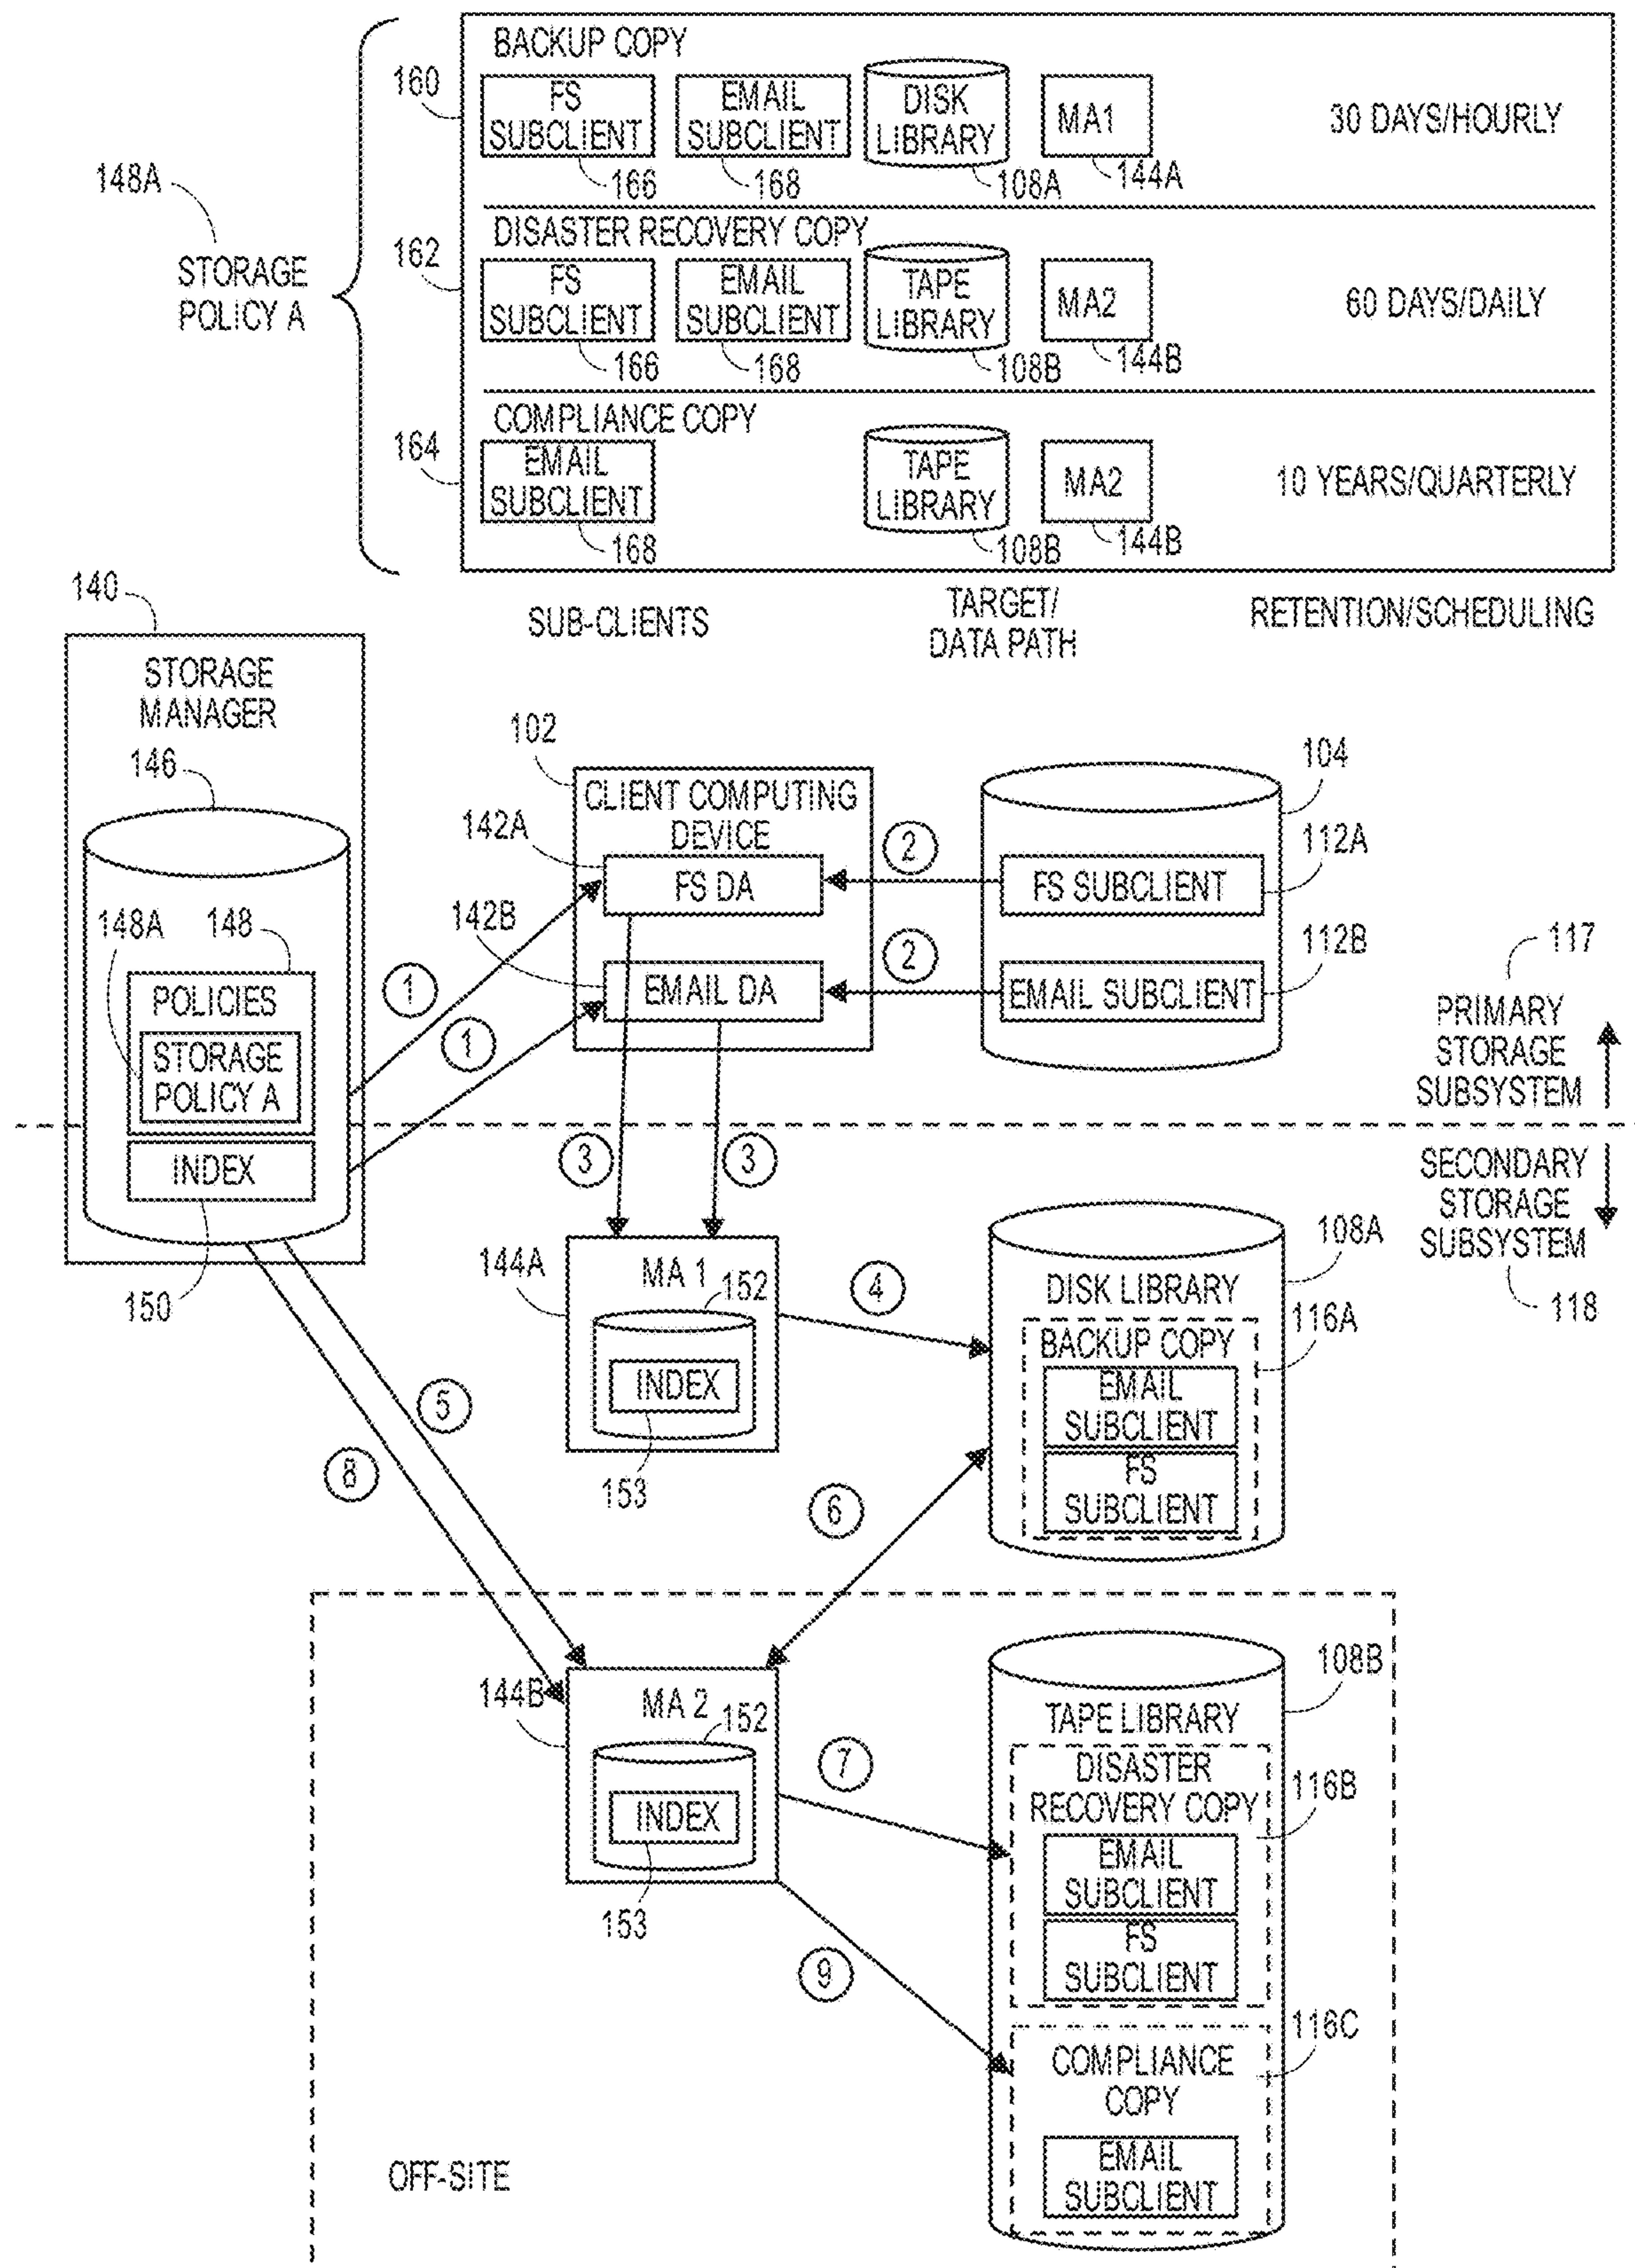 BACKUP COPY
160
FS
SUBCLIENT
166
EMAIL
SUBCLIENT
168
DISK
LIBRARY
108A
MA1
144A
30 DAYS/HOURLY
148A
STORAGE
POLICY A
DISASTER RECOVERY COPY
162
FS
SUBCLIENT
166
EMAIL
SUBCLIENT
168
TAPE
LIBRARY
108B
MA2
144B
60 DAYS/DAILY
COMPLIANCE COPY
164
EMAIL
SUBCLIENT
168
TAPE
LIBRARY
108B
MA2
144B
10 YEARS/QUARTERLY
SUB-CLIENTS
TARGET/
DATA PATH
RETENTION/SCHEDULING
140
STORAGE
MANAGER
146
148A
148
POLICIES
STORAGE
POLICY A
INDEX
150
102
CLIENT COMPUTING
DEVICE
142A
FS DA
142B
EMAIL DA
1
1
2
2
104
112A
FS SUBCLIENT
112B
EMAIL SUBCLIENT
117
PRIMARY
STORAGE
SUBSYSTEM
SECONDARY
STORAGE
SUBSYSTEM
118
3
3
144A
MA 1
152
INDEX
153
4
108A
DISK LIBRARY
116A
BACKUP COPY
EMAIL
SUBCLIENT
FS
SUBCLIENT
5
8
6
144B
MA 2
152
INDEX
153
7
9
108B
TAPE LIBRARY
DISASTER
RECOVERY COPY
116B
EMAIL
SUBCLIENT
FS
SUBCLIENT
116C
COMPLIANCE
COPY
EMAIL
SUBCLIENT
OFF-SITE